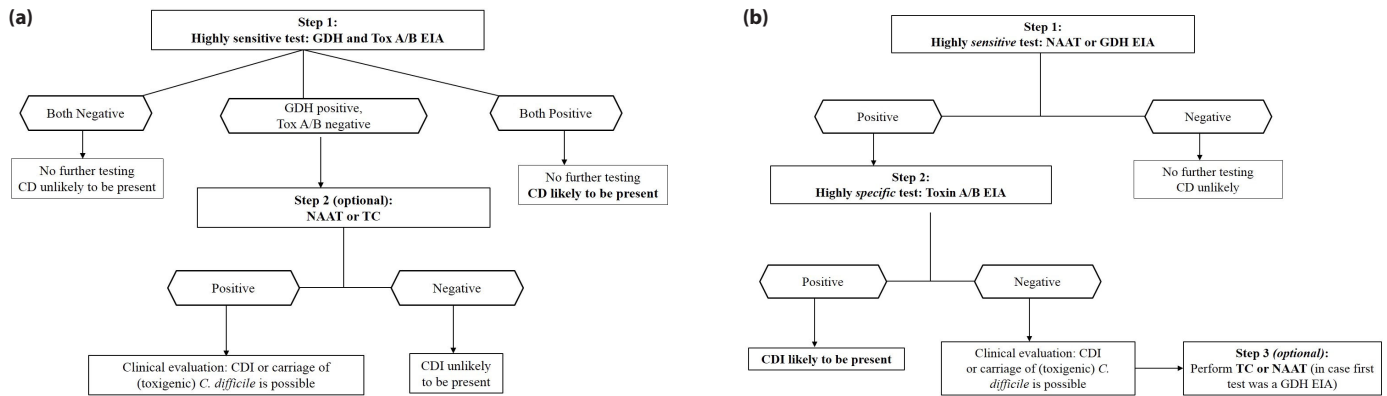 (a)
Step 1:
Highly sensitive test: GDH and Tox A/B EIA
Both Negative
GDH positive,
Tox A/B negative
Both Positive
No further testing
CD unlikely to be present
No further testing
CD likely to be present
Step 2 (optional):
NAAT or TC
Positive
Negative
Clinical evaluation: CDI or carriage of
(toxigenic) C. difficile is possible
CDI unlikely
to be present
(b)
Step 1:
Highly sensitive test: NAAT or GDH EIA
Positive
Negative
No further testing
CD unlikely
Step 2:
Highly specific test: Toxin A/B EIA
Positive
Negative
CDI likely to be present
Clinical evaluation: CDI
or carriage of (toxigenic) C.
difficile is possible
Step 3 (optional):
Perform TC or NAAT (in case first
test was a GDH EIA)